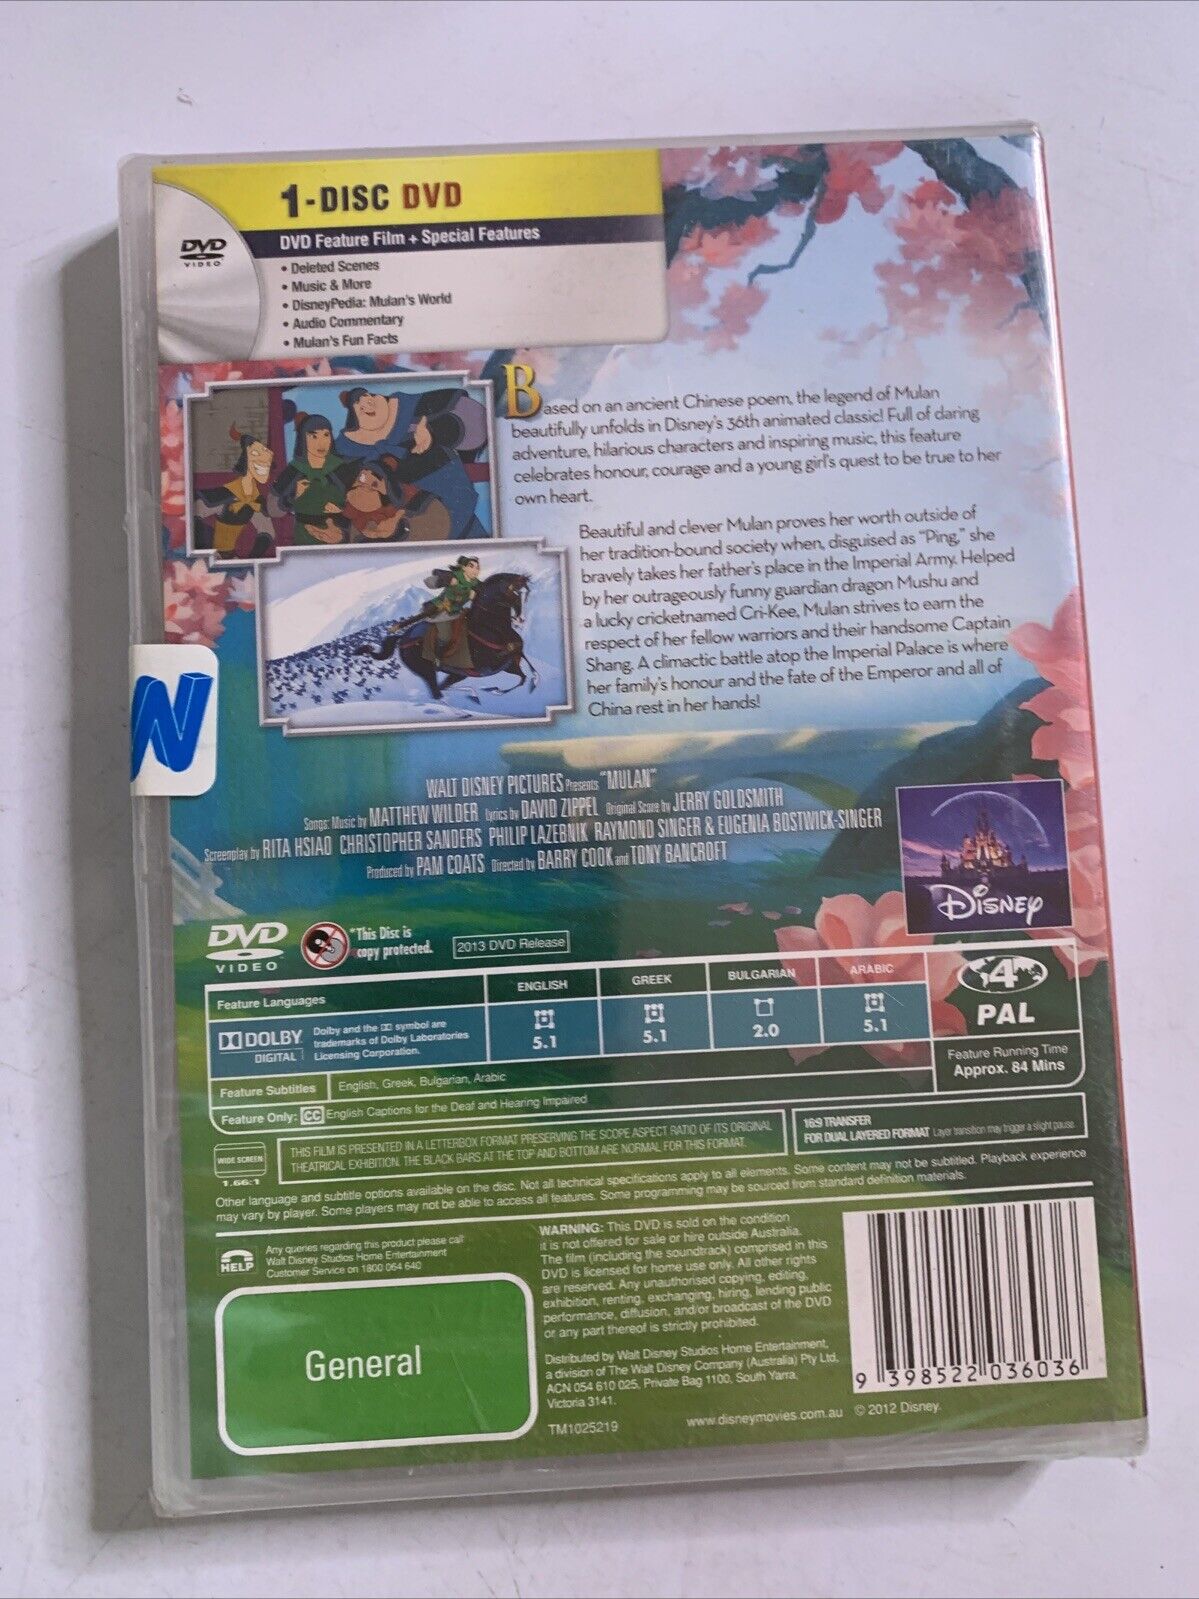 1-DISC DVD
DVD Feature Film + Special Features
DVD
VIDEO
• Deleted Scenes
• Music & More
• DisneyPedia: Mulan's World
• Audio Commentary
• Mulan's Fun Facts
Based on an ancient Chinese poem, the legend of Mulan
beautifully unfolds in Disney's 36th animated classic! Full of daring
adventure, hilarious characters and inspiring music, this feature
celebrates honour, courage and a young girl's quest to be true to her
own heart.
Beautiful and clever Mulan proves her worth outside of
her tradition-bound society when, disguised as "Ping," she
bravely takes her father's place in the Imperial Army. Helped
by her outrageously funny guardian dragon Mushu and
a lucky cricketnamed Cri-Kee, Mulan strives to earn the
respect of her fellow warriors and their handsome Captain
Shang. A climactic battle atop the Imperial Palace is where
her family's honour and the fate of the Emperor and all of
China rest in her hands!
N
WALT DISNEY PICTURES Presents "MULAN"
Songs: Music by MATTHEW WILDER Lyrics by DAVID ZIPPEL Original Score by JERRY GOLDSMITH
Screenplay by RITA HSIAO CHRISTOPHER SANDERS PHILIP LAZEBNIK RAYMOND SINGER & EUGENIA BOSTWICK-SINGER
Produced by PAM COATS Directed by BARRY COOK and TONY BANCROFT
Disney
DVD
VIDEO
*This Disc is
copy protected.
2013 DVD Release
Feature Languages
ENGLISH GREEK BULGARIAN ARABIC
DOLBY
DIGITAL
Dolby and the DD symbol are
trademarks of Dolby Laboratories
Licensing Corporation.
5.1 5.1 2.0 5.1
4
PAL
Feature Running Time
Approx. 84 Mins
Feature Subtitles English, Greek, Bulgarian, Arabic
Feature Only: CC English Captions for the Deaf and Hearing Impaired
WIDE SCREEN
1.66:1
THIS FILM IS PRESENTED IN A LETTERBOX FORMAT PRESERVING THE SCOPE ASPECT RATIO OF ITS ORIGINAL
THEATRICAL EXHIBITION. THE BLACK BARS AT THE TOP AND BOTTOM ARE NORMAL FOR THIS FORMAT.
16:9 TRANSFER
FOR DUAL LAYERED FORMAT Layer transition may trigger a slight pause.
Other language and subtitle options available on the disc. Not all technical specifications apply to all elements. Some content may not be subtitled. Playback experience
may vary by player. Some players may not be able to access all features. Some programming may be sourced from standard definition materials.
HELP
Any queries regarding this product please call
Walt Disney Studios Home Entertainment
Customer Service on 1800 064 640
General
WARNING: This DVD is sold on the condition
it is not offered for sale or hire outside Australia.
The film (including the soundtrack) comprised in this
DVD is licensed for home use only. All other rights
are reserved. Any unauthorised copying, editing,
exhibition, renting, exchanging, hiring, lending public
performance, diffusion, and/or broadcast of the DVD
or any part thereof is strictly prohibited.
Distributed by Walt Disney Studios Home Entertainment,
a division of The Walt Disney Company (Australia) Pty Ltd,
ACN 054 610 025, Private Bag 1100, South Yarra,
Victoria 3141.
TM1025219
www.disneymovies.com.au © 2012 Disney.
9 398522 036036